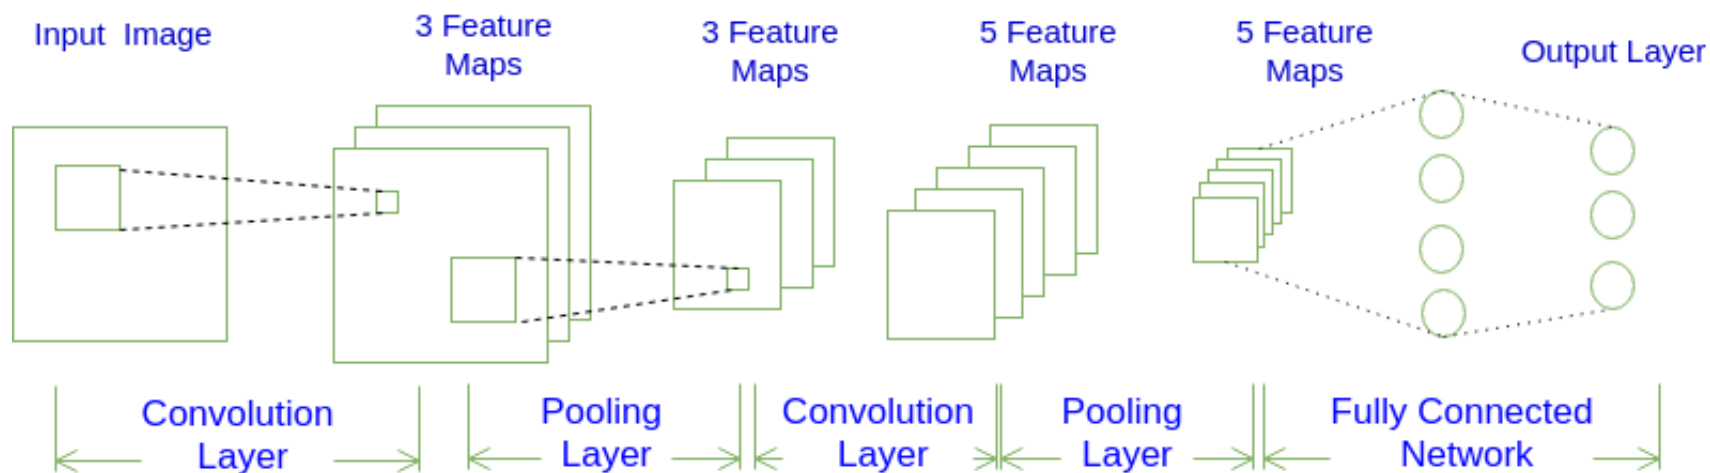 Input Image
3 Feature
Maps
3 Feature
Maps
5 Feature
Maps
5 Feature
Maps
Output Layer
Convolution
Layer
Pooling
Layer
Convolution
Layer
Pooling
Layer
Fully Connected
Network